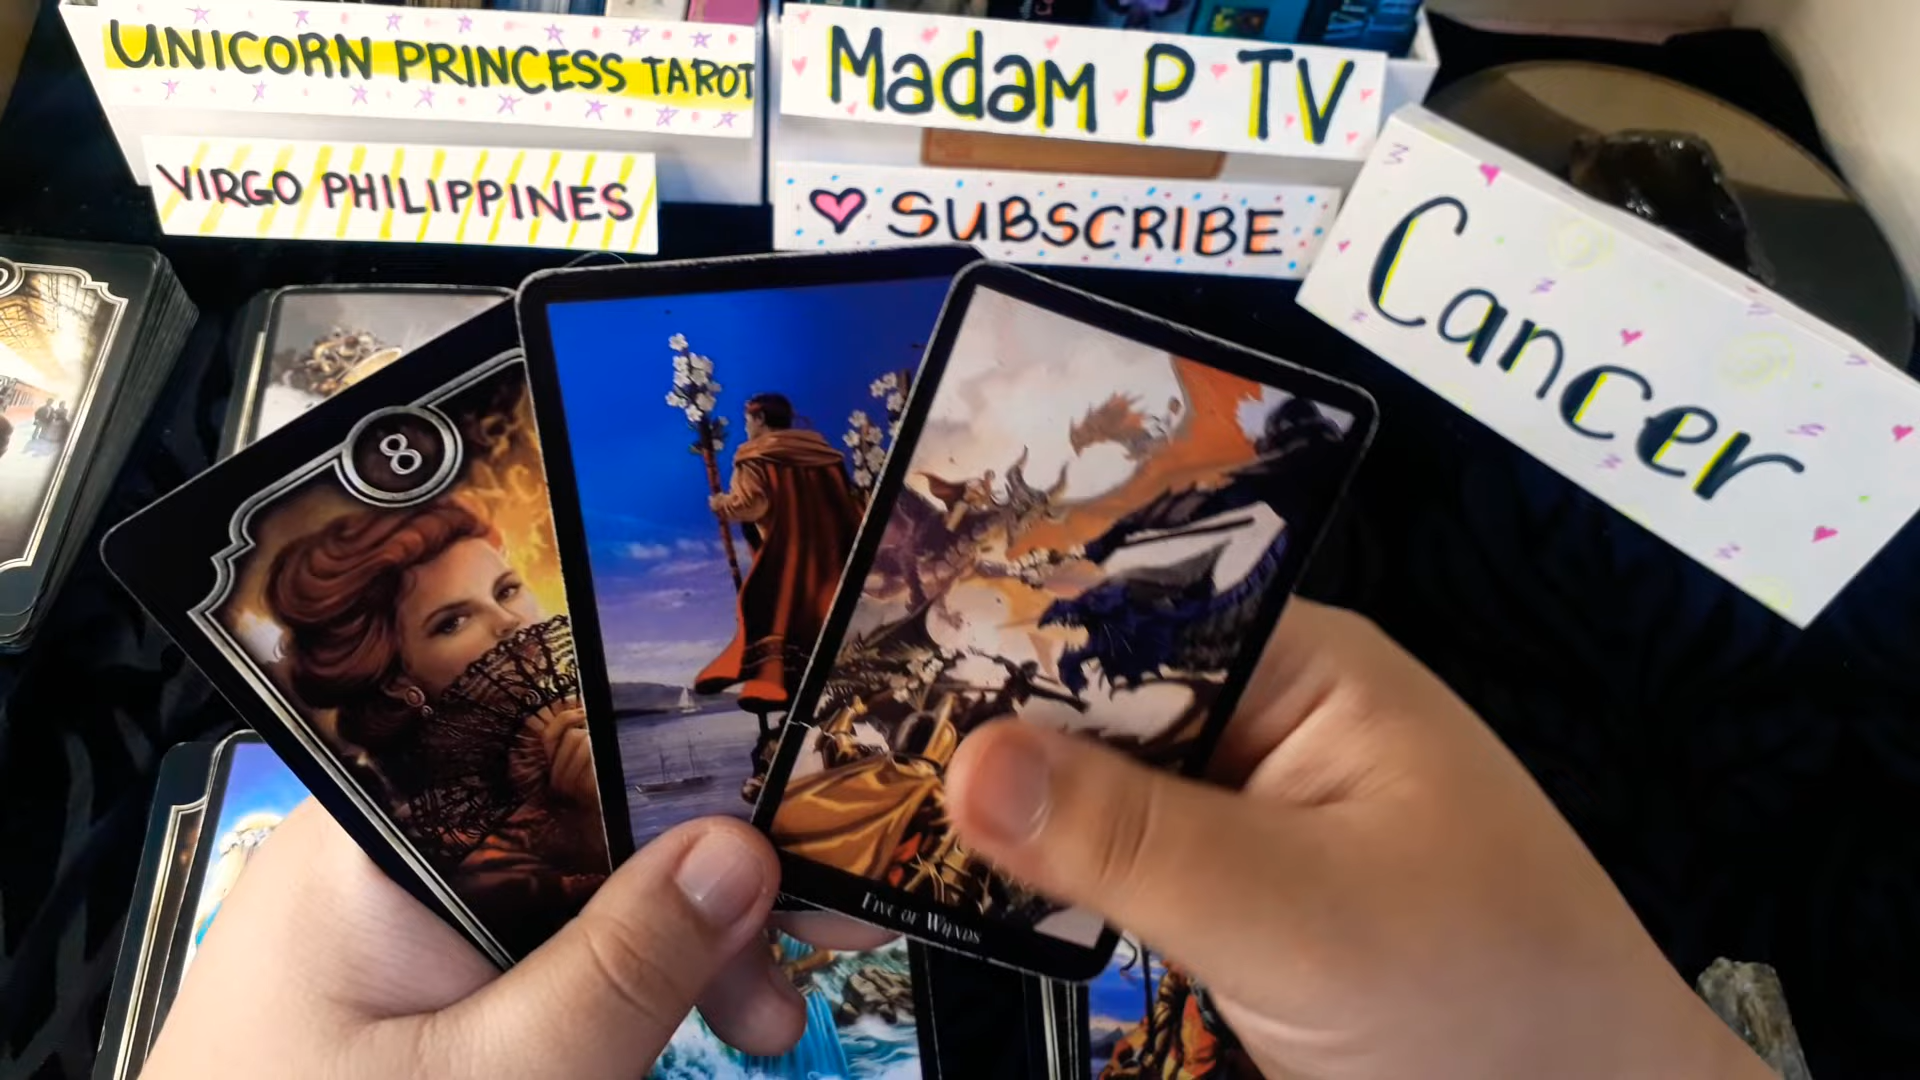 UNICORN PRINCESS TAROT
VIRGO PHILIPPINES
Madam P TV
SUBSCRIBE
Cancer
8
FIVE OF WANDS